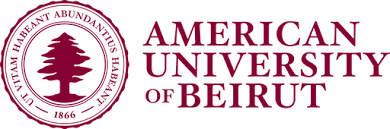 UT VITAM HABEANT ABUNDANTIUS HABEANT
1866
AMERICAN
UNIVERSITY
OF BEIRUT